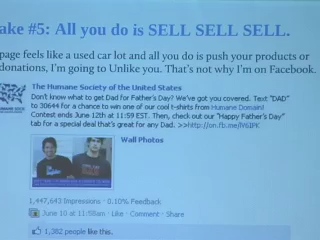 ake #5: All you do is SELL SELL SELL.
page feels like a used car lot and all you do is push your products or
donations, I'm going to Unlike you. That's not why I'm on Facebook.
The Humane Society of the United States
Don't know what to get Dad for Father's Day? We've got you covered. Text "DAD"
to 30644 for a chance to win one of our cool t-shirts from Humane Domain!
Contest ends June 12th at 11:59 EST. Then, check out our "Happy Father's Day"
tab for a special deal that's great for any Dad. >>http://on.fb.me/
Wall Photos
1,447,643 Impressions · 0.10% Feedback
June 10 at 11:58am · Like · Comment · Share
1,382 people like this.